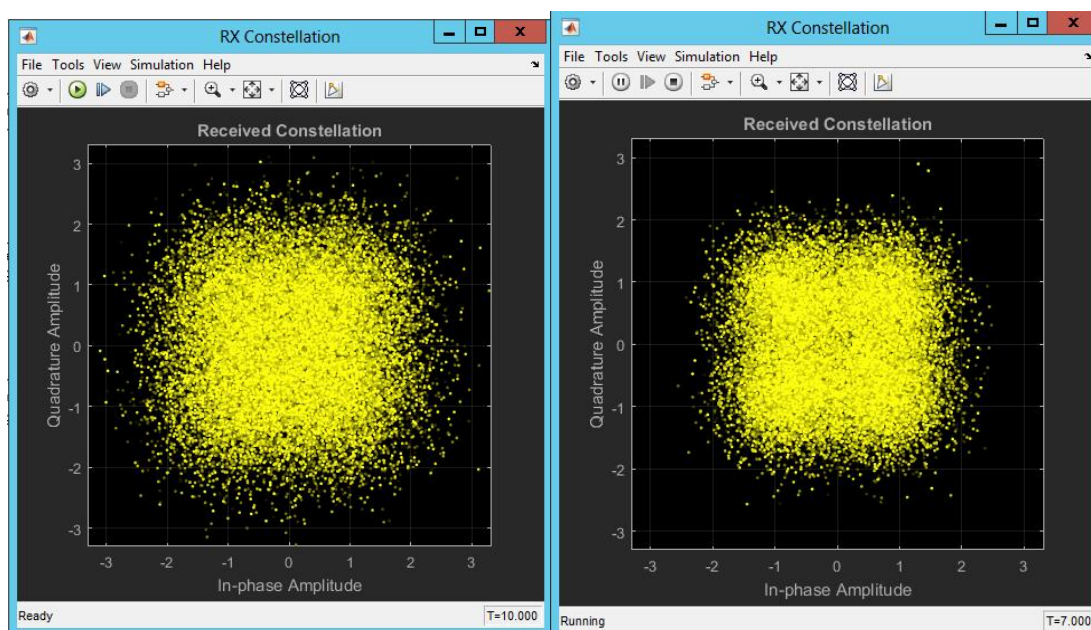 RX Constellation
File Tools View Simulation Help
Received Constellation
Quadrature Amplitude
3
2
1
0
-1
-2
-3
-3 -2 -1 0 1 2 3
In-phase Amplitude
Ready T=10.000
RX Constellation
File Tools View Simulation Help
Received Constellation
Quadrature Amplitude
3
2
1
0
-1
-2
-3
-3 -2 -1 0 1 2 3
In-phase Amplitude
Running T=7.000